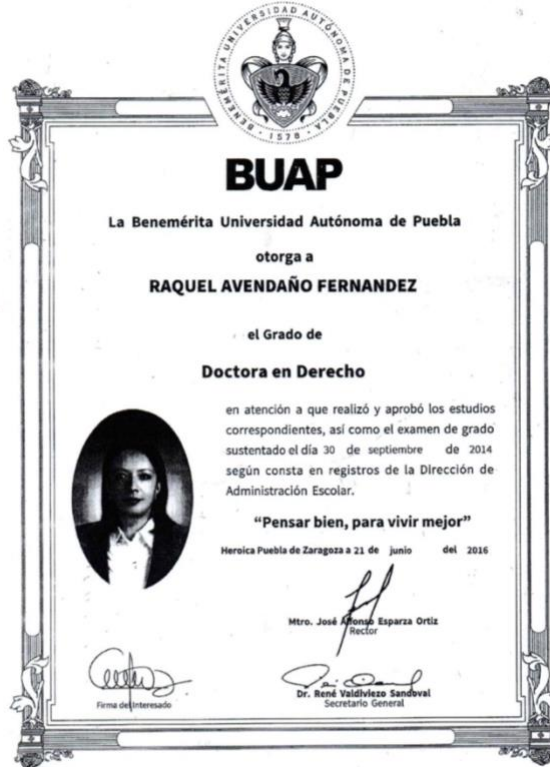 BENEMÉRITA UNIVERSIDAD AUTÓNOMA DE PUEBLA
· 1578 ·
BUAP
La Benemérita Universidad Autónoma de Puebla
otorga a
RAQUEL AVENDAÑO FERNANDEZ
el Grado de
Doctora en Derecho
en atención a que realizó y aprobó los estudios
correspondientes, así como el examen de grado
sustentado el día 30 de septiembre de 2014
según consta en registros de la Dirección de
Administración Escolar.
“Pensar bien, para vivir mejor”
Heroica Puebla de Zaragoza a 21 de junio del 2016
Mtro. José Alfonso Esparza Ortiz
Rector
Firma del Interesado
Dr. René Valdiviezo Sandoval
Secretario General